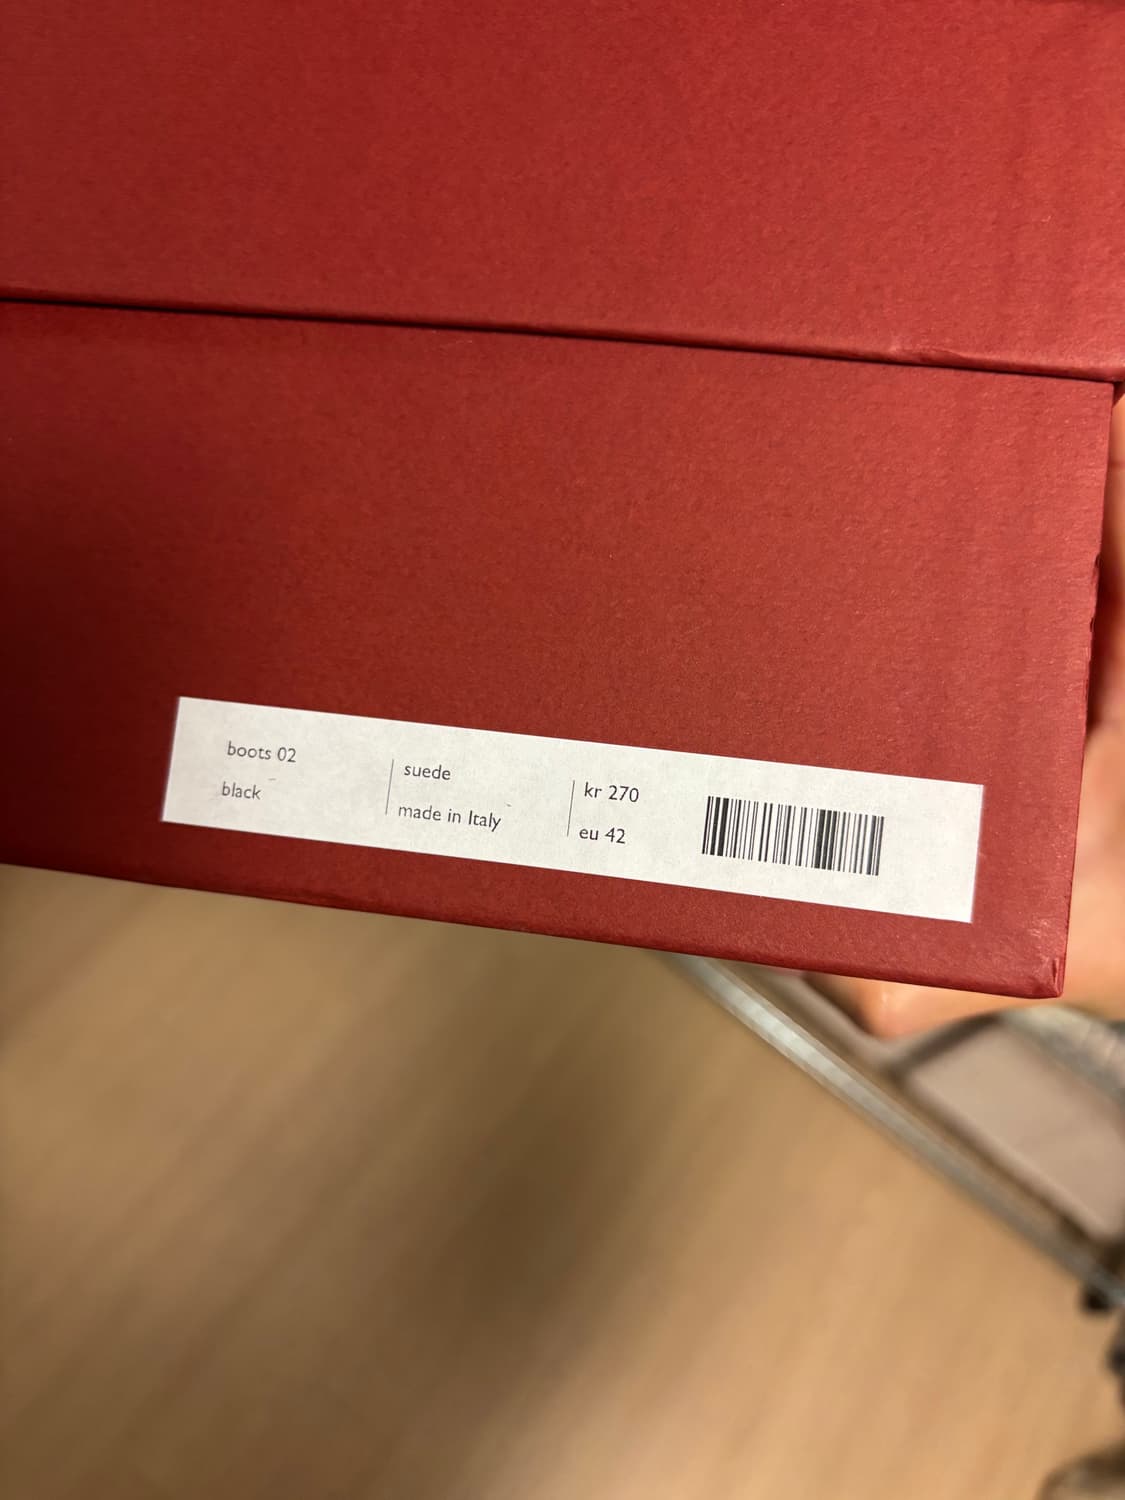 boots 02
black
suede
made in Italy
kr 270
eu 42